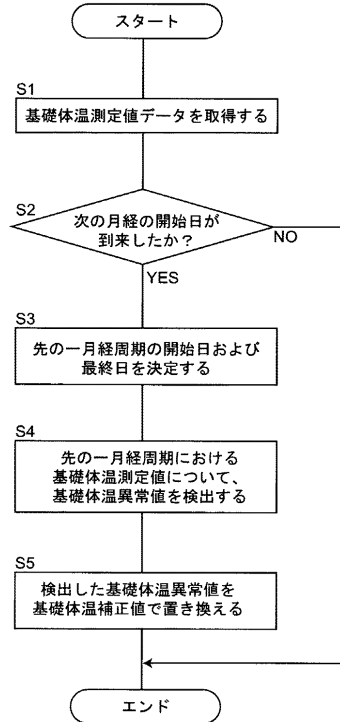 スタート
S1
基礎体温測定値データを取得する
S2
次の月経の開始日が
到来したか？
NO
YES
S3
先の一月経周期の開始日および
最終日を決定する
S4
先の一月経周期における
基礎体温測定値について、
基礎体温異常値を検出する
S5
検出した基礎体温異常値を
基礎体温補正値で置き換える
エンド